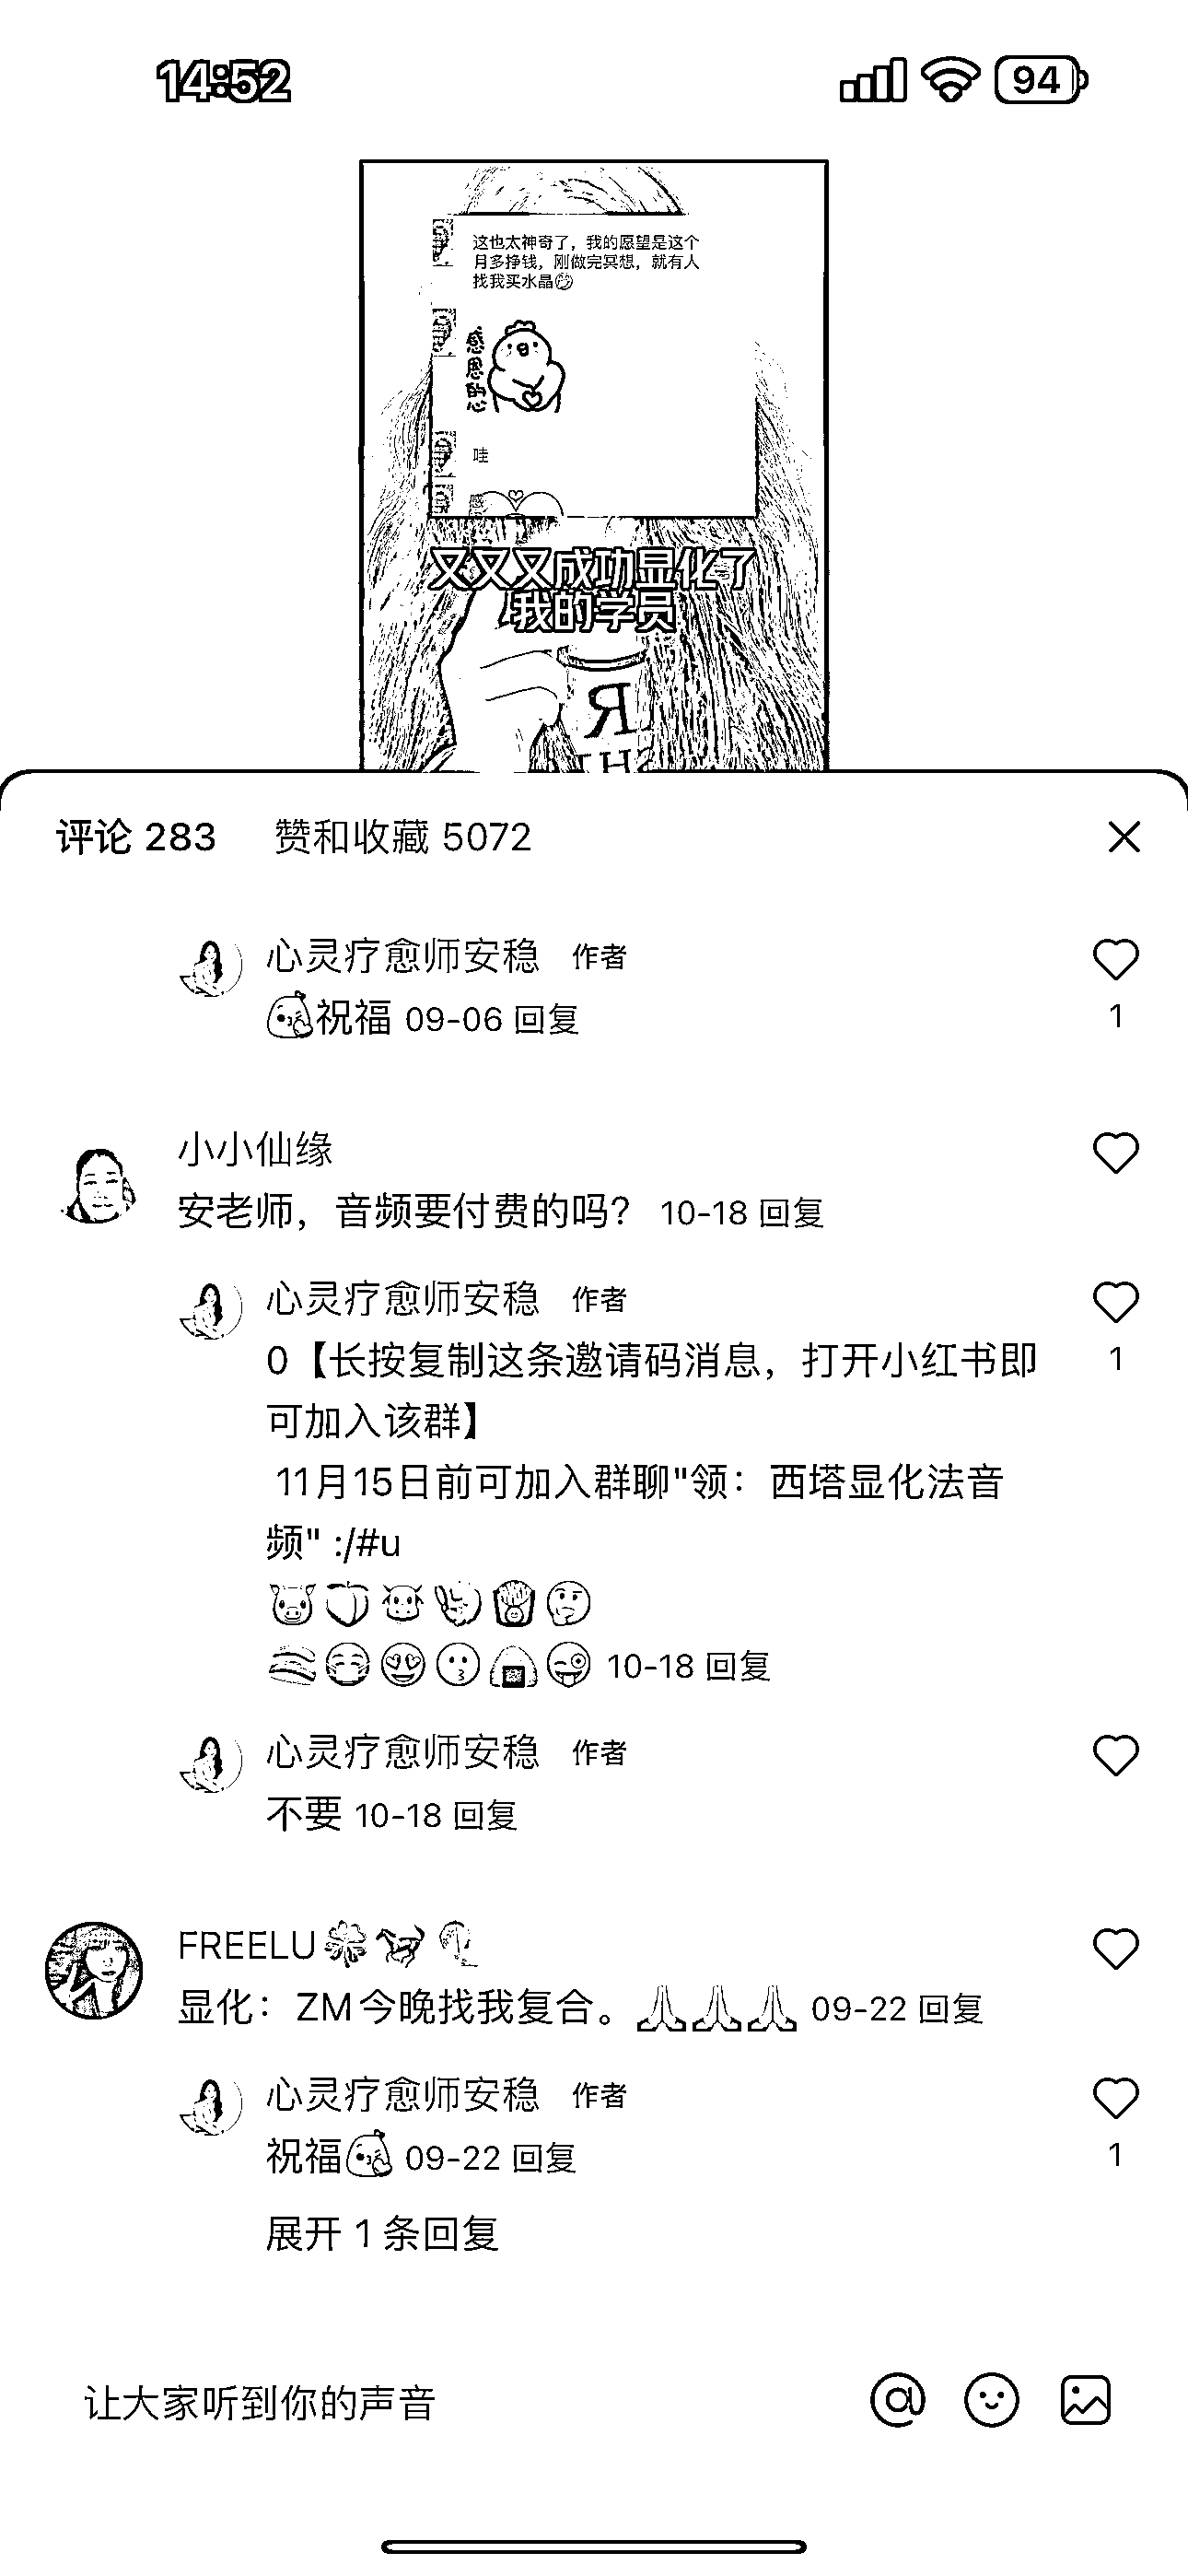 14:52
94
这也太神奇了，我的愿望是这个
月多挣钱，刚做完冥想，就有人
找我买水晶
感恩的心
哇
又又又成功显化了
我的学员
评论 283 赞和收藏 5072
心灵疗愈师安稳 作者
祝福 09-06 回复
1
小小仙缘
安老师，音频要付费的吗？ 10-18 回复
心灵疗愈师安稳 作者
0【长按复制这条邀请码消息，打开小红书即
1
可加入该群】
11月15日前可加入群聊"领：西塔显化法音
频" :/#u
🐷🍑🐮👏🍟🤔
😷😍😗🍙🤪 10-18 回复
心灵疗愈师安稳 作者
不要 10-18 回复
FREELU🍀🐎
显化：ZM今晚找我复合。🙏🙏🙏 09-22 回复
心灵疗愈师安稳 作者
祝福 09-22 回复
1
展开 1 条回复
让大家听到你的声音